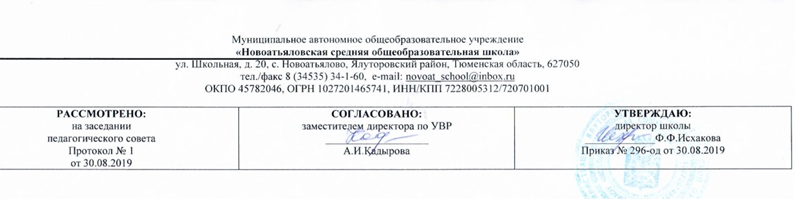 Муниципальное автономное общеобразовательное учреждение
«Новоатьяловская средняя общеобразовательная школа»
ул. Школьная, д. 20, с. Новоатьялово, Ялуторовский район, Тюменская область, 627050
тел./факс 8 (34535) 34-1-60, e-mail: novoat_school@inbox.ru
ОКПО 45782046, ОГРН 1027201465741, ИНН/КПП 7228005312/720701001
РАССМОТРЕНО:
на заседании
педагогического совета
Протокол № 1
от 30.08.2019
СОГЛАСОВАНО:
заместителем директора по УВР
А.И.Кадырова
УТВЕРЖДАЮ:
директор школы
Ф.Ф.Исхакова
Приказ № 296-од от 30.08.2019